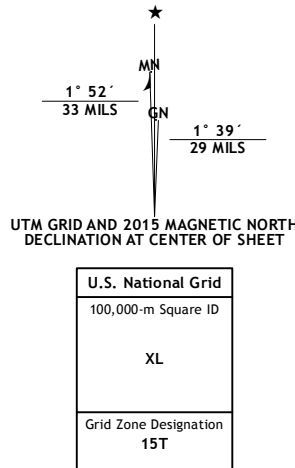 MN
1° 52´
33 MILS
GN
1° 39´
29 MILS
UTM GRID AND 2015 MAGNETIC NORTH
DECLINATION AT CENTER OF SHEET
U.S. National Grid
100,000-m Square ID
XL
Grid Zone Designation
15T